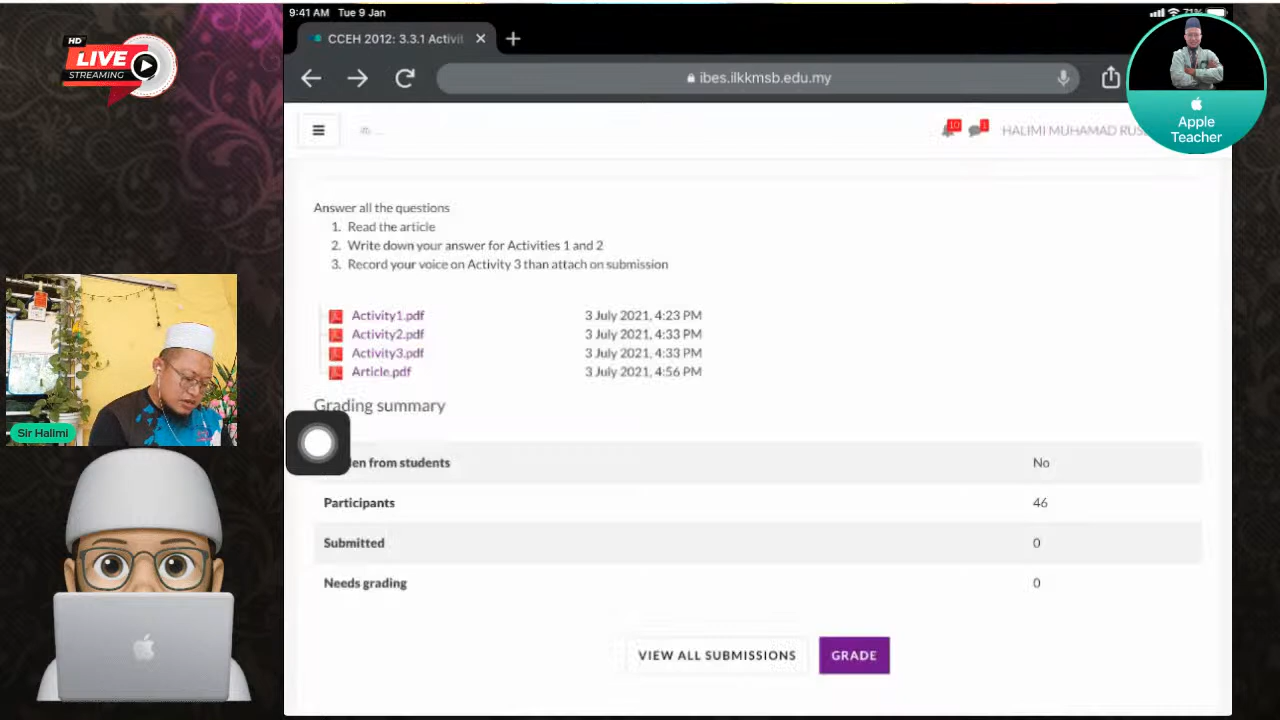 9:41 AM Tue 9 Jan
71%
HD
LIVE
STREAMING
CCEH 2012: 3.3.1 Activit
ibes.ilkkmsb.edu.my
Apple
Teacher
10
1
HALIMI MUHAMAD RUS
Answer all the questions
1. Read the article
2. Write down your answer for Activities 1 and 2
3. Record your voice on Activity 3 than attach on submission
Activity1.pdf 3 July 2021, 4:23 PM
Activity2.pdf 3 July 2021, 4:33 PM
Activity3.pdf 3 July 2021, 4:33 PM
Article.pdf 3 July 2021, 4:56 PM
Grading summary
Sir Halimi
en from students No
Participants 46
Submitted 0
Needs grading 0
VIEW ALL SUBMISSIONS GRADE